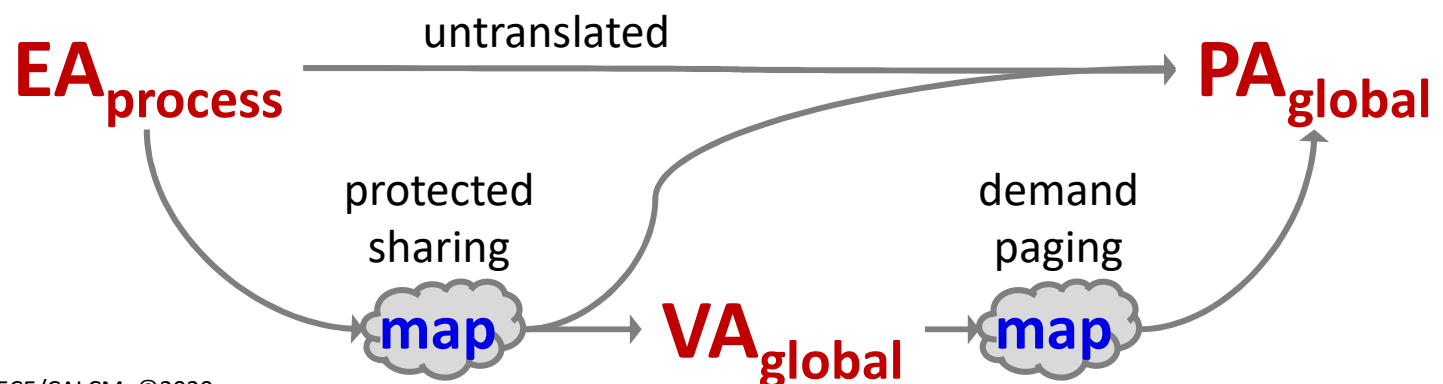 untranslated
EAprocess
PAglobal
protected
sharing
demand
paging
map
VAglobal
map